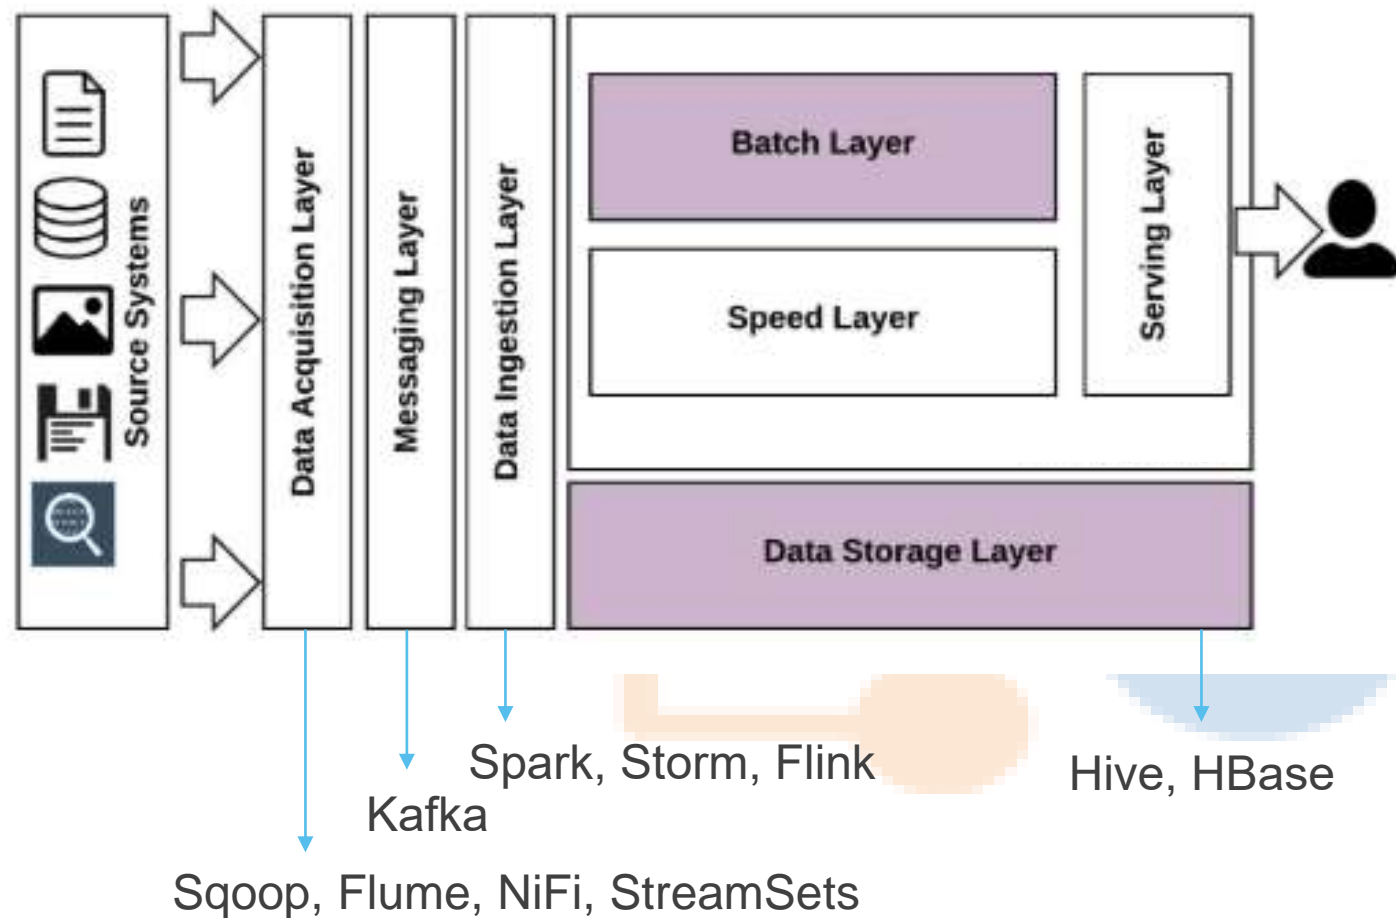 Source Systems
Data Acquisition Layer
Messaging Layer
Data Ingestion Layer
Batch Layer
Speed Layer
Serving Layer
Data Storage Layer
Spark, Storm, Flink
Hive, HBase
Kafka
Sqoop, Flume, NiFi, StreamSets